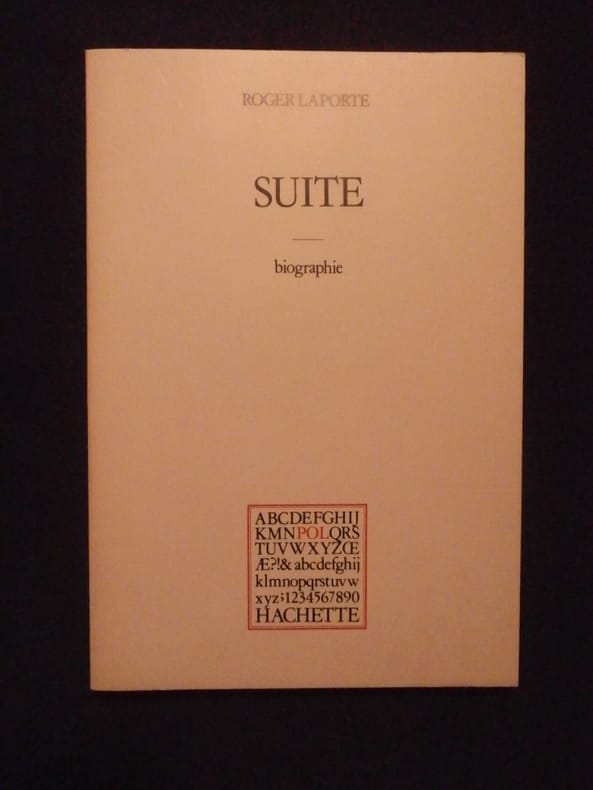 ROGER LAPORTE
SUITE
biographie
ABCDEFGHIJ
KMNPOLQRS
TUVWXYZŒ
Æ?!& abcdefghij
klmnopqrstuvw
xyz;1234567890
HACHETTE